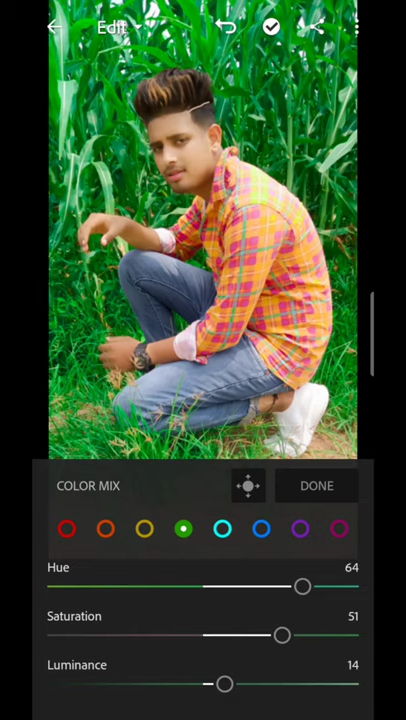 Edit
COLOR MIX
DONE
Hue 64
Saturation 51
Luminance 14